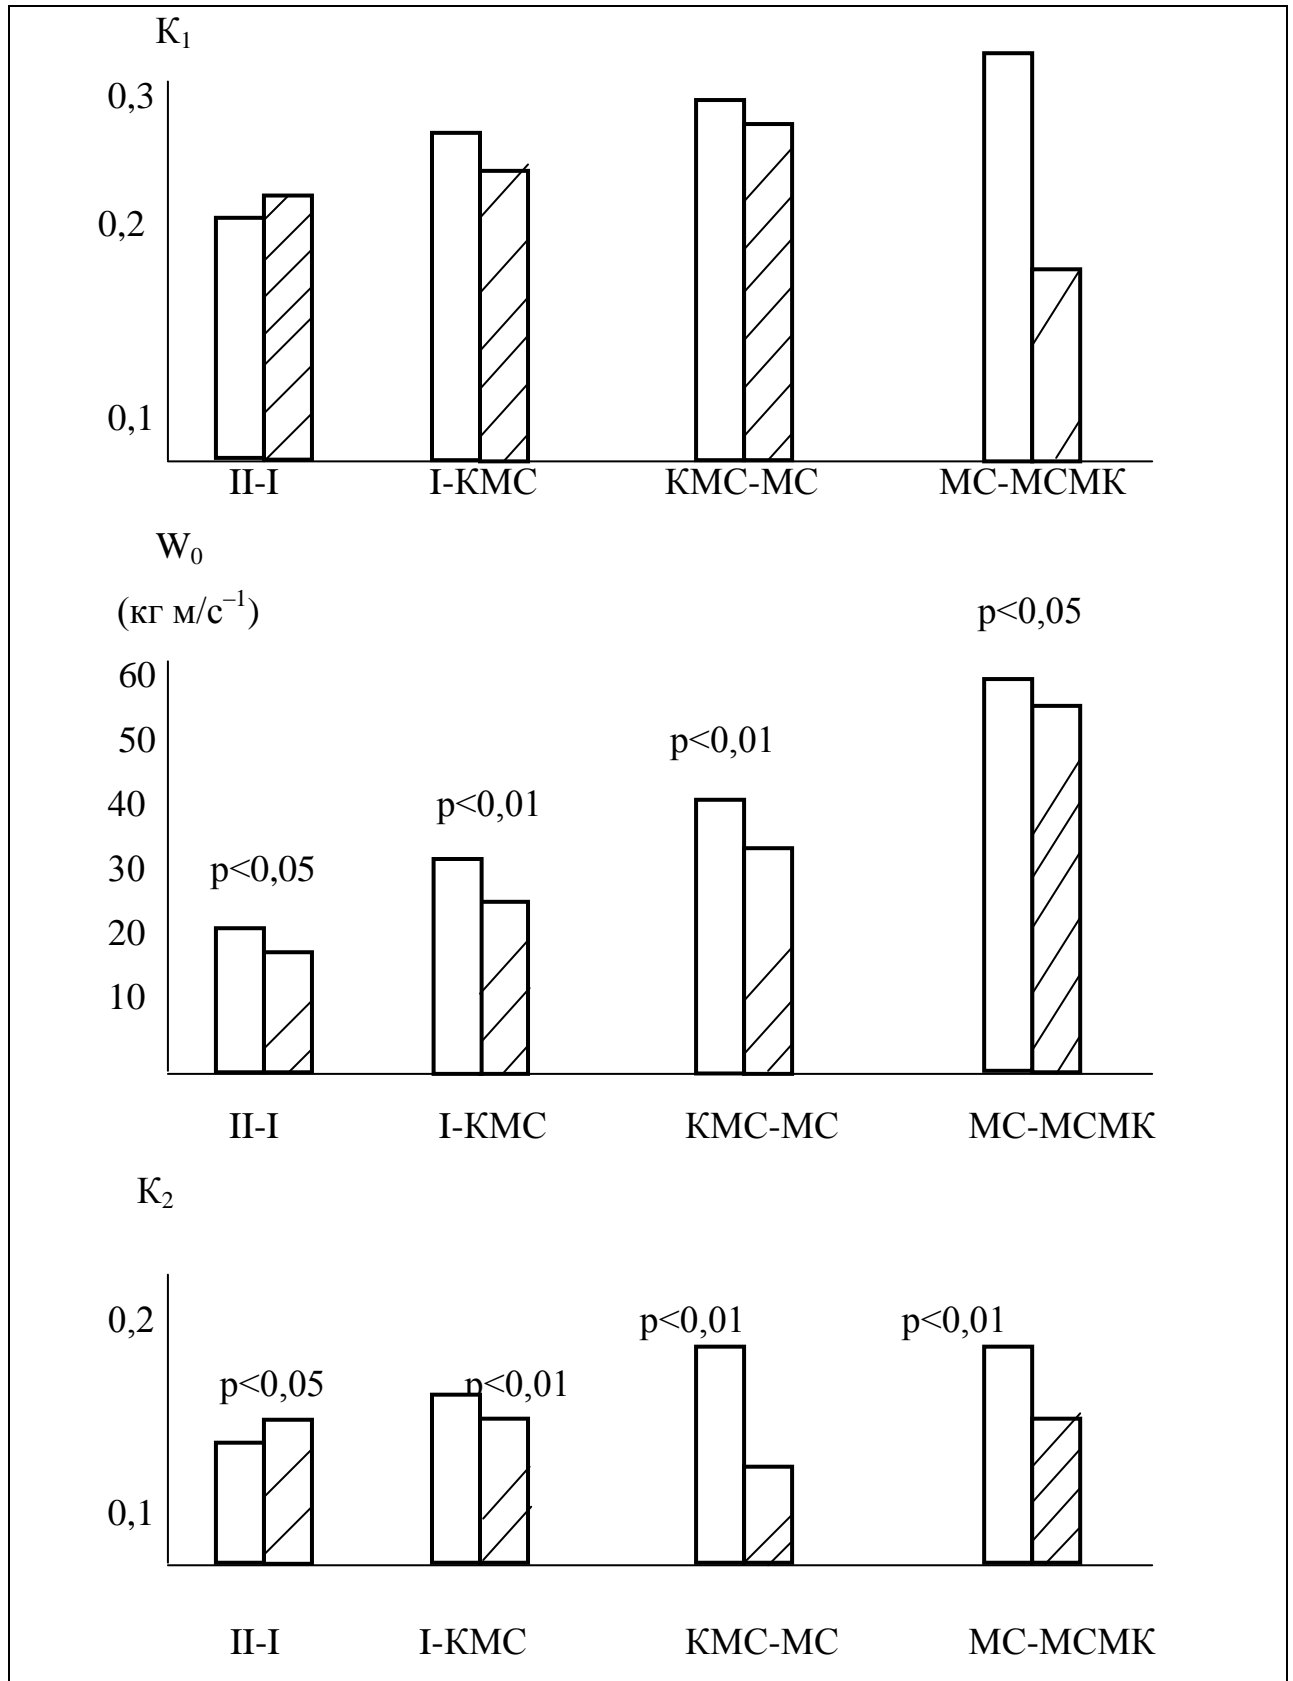 К₁
0,3
0,2
0,1
II-I I-КМС КМС-МС МС-МСМК
W₀
(кг м/с⁻¹)
p<0,05
60
50
p<0,01
40
p<0,01
30
p<0,05
20
10
II-I I-КМС КМС-МС МС-МСМК
К₂
0,2
p<0,01 p<0,01
p<0,05 p<0,01
0,1
II-I I-КМС КМС-МС МС-МСМК